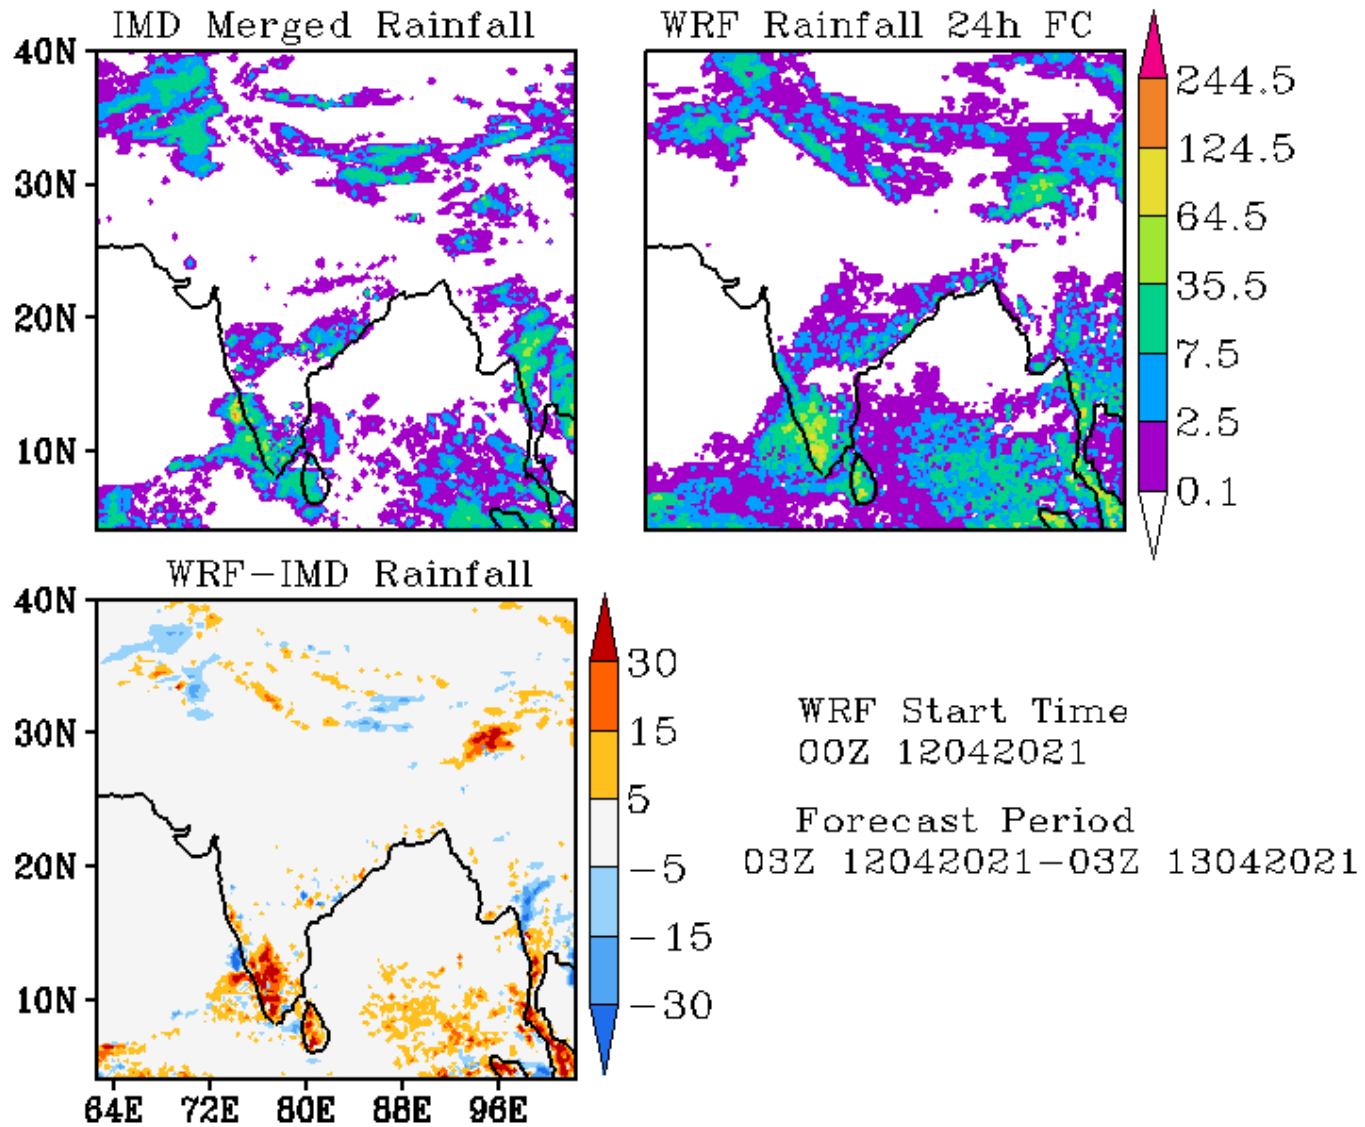 IMD Merged Rainfall
WRF Rainfall 24h FC
40N
30N
20N
10N
244.5
124.5
64.5
35.5
7.5
2.5
0.1
WRF-IMD Rainfall
40N
30N
20N
10N
64E 72E 80E 88E 96E
30
15
5
-5
-15
-30
WRF Start Time
00Z 12042021
Forecast Period
03Z 12042021-03Z 13042021